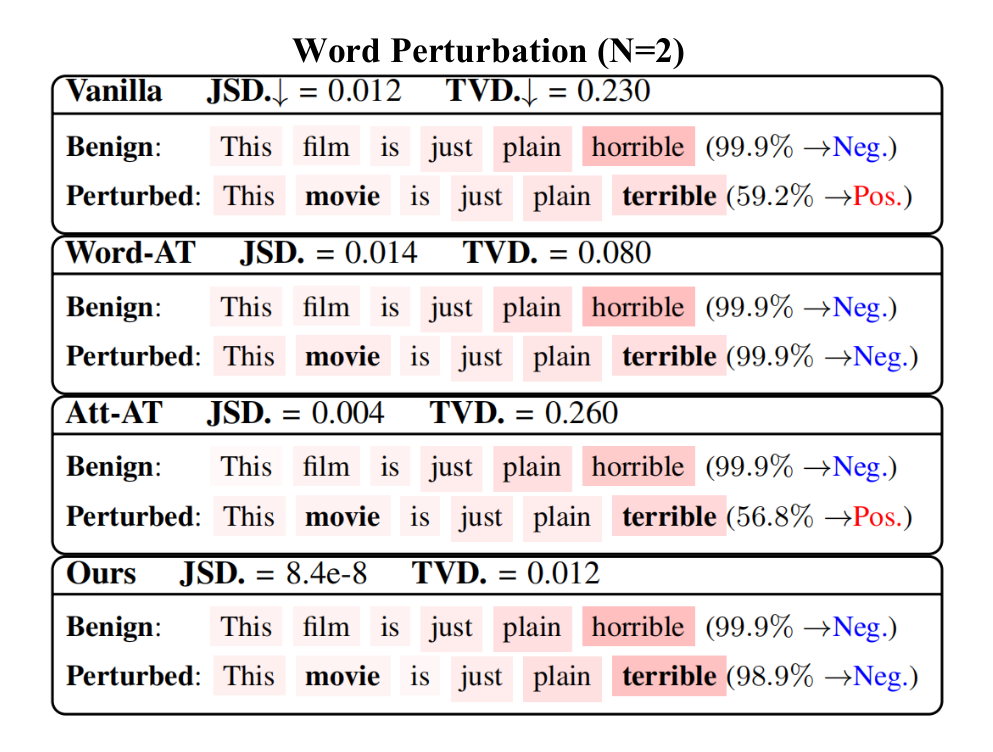 Word Perturbation (N=2)
Vanilla JSD.↓ = 0.012 TVD.↓ = 0.230
Benign: This film is just plain horrible (99.9% →Neg.)
Perturbed: This movie is just plain terrible (59.2% →Pos.)
Word-AT JSD. = 0.014 TVD. = 0.080
Benign: This film is just plain horrible (99.9% →Neg.)
Perturbed: This movie is just plain terrible (99.9% →Neg.)
Att-AT JSD. = 0.004 TVD. = 0.260
Benign: This film is just plain horrible (99.9% →Neg.)
Perturbed: This movie is just plain terrible (56.8% →Pos.)
Ours JSD. = 8.4e-8 TVD. = 0.012
Benign: This film is just plain horrible (99.9% →Neg.)
Perturbed: This movie is just plain terrible (98.9% →Neg.)